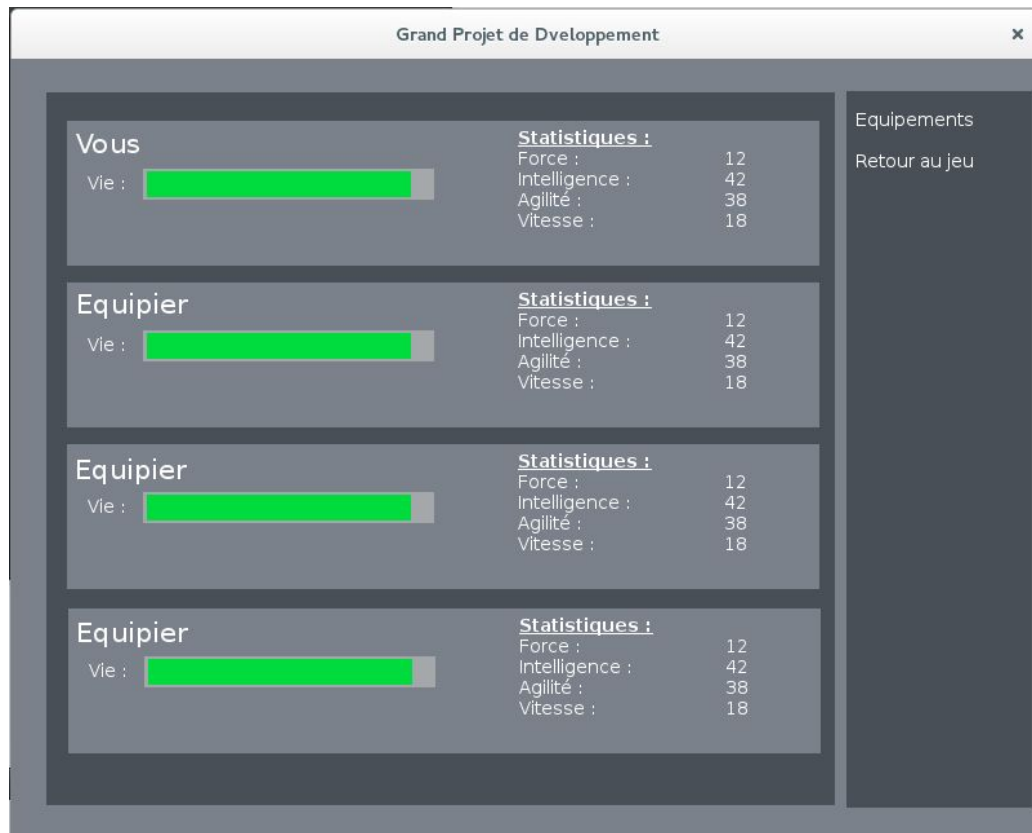 Grand Projet de Dveloppement ×
Vous
Vie :
Statistiques :
Force : 12
Intelligence : 42
Agilité : 38
Vitesse : 18
Equipier
Vie :
Statistiques :
Force : 12
Intelligence : 42
Agilité : 38
Vitesse : 18
Equipier
Vie :
Statistiques :
Force : 12
Intelligence : 42
Agilité : 38
Vitesse : 18
Equipier
Vie :
Statistiques :
Force : 12
Intelligence : 42
Agilité : 38
Vitesse : 18
Equipements
Retour au jeu